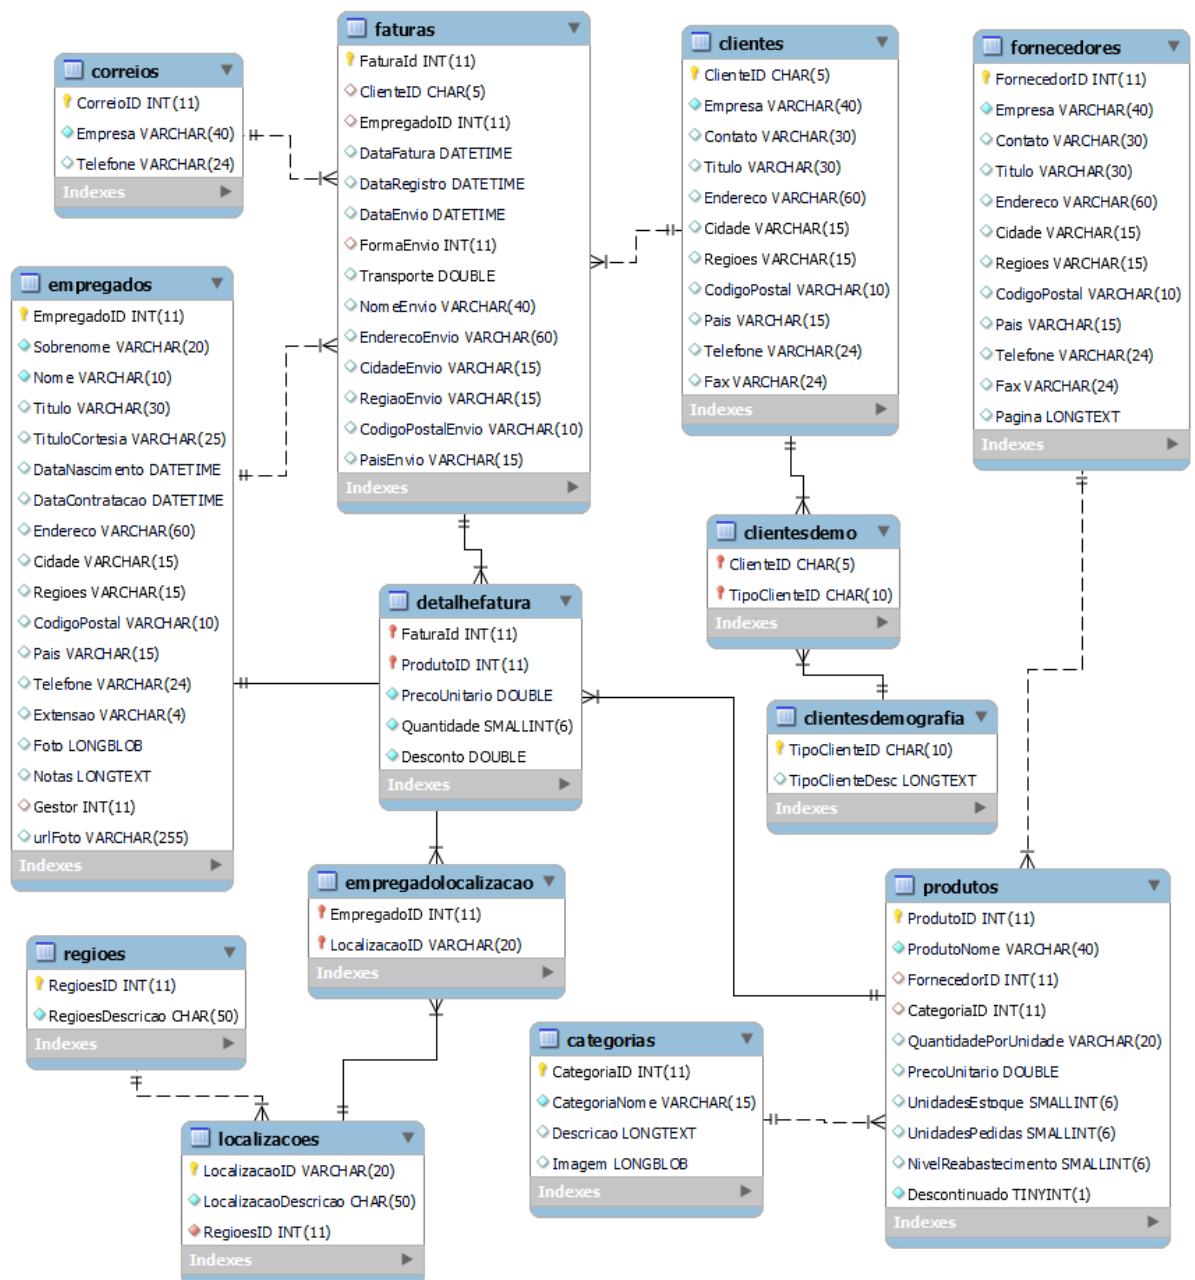 correios
CorreioID INT(11)
Empresa VARCHAR(40)
Telefone VARCHAR(24)
Indexes
faturas
FaturaId INT(11)
ClienteID CHAR(5)
EmpregadoID INT(11)
DataFatura DATETIME
DataRegistro DATETIME
DataEnvio DATETIME
FormaEnvio INT(11)
Transporte DOUBLE
NomeEnvio VARCHAR(40)
EnderecoEnvio VARCHAR(60)
CidadeEnvio VARCHAR(15)
RegiaoEnvio VARCHAR(15)
CodigoPostalEnvio VARCHAR(10)
PaisEnvio VARCHAR(15)
Indexes
clientes
ClienteID CHAR(5)
Empresa VARCHAR(40)
Contato VARCHAR(30)
Titulo VARCHAR(30)
Endereco VARCHAR(60)
Cidade VARCHAR(15)
Regioes VARCHAR(15)
CodigoPostal VARCHAR(10)
Pais VARCHAR(15)
Telefone VARCHAR(24)
Fax VARCHAR(24)
Indexes
fornecedores
FornecedorID INT(11)
Empresa VARCHAR(40)
Contato VARCHAR(30)
Titulo VARCHAR(30)
Endereco VARCHAR(60)
Cidade VARCHAR(15)
Regioes VARCHAR(15)
CodigoPostal VARCHAR(10)
Pais VARCHAR(15)
Telefone VARCHAR(24)
Fax VARCHAR(24)
Pagina LONGTEXT
Indexes
empregados
EmpregadoID INT(11)
Sobrenome VARCHAR(20)
Nome VARCHAR(10)
Titulo VARCHAR(30)
TituloCortesia VARCHAR(25)
DataNascimento DATETIME
DataContratacao DATETIME
Endereco VARCHAR(60)
Cidade VARCHAR(15)
Regioes VARCHAR(15)
CodigoPostal VARCHAR(10)
Pais VARCHAR(15)
Telefone VARCHAR(24)
Extensao VARCHAR(4)
Foto LONGBLOB
Notas LONGTEXT
Gestor INT(11)
urlFoto VARCHAR(255)
Indexes
detalhefatura
FaturaId INT(11)
ProdutoID INT(11)
PrecoUnitario DOUBLE
Quantidade SMALLINT(6)
Desconto DOUBLE
Indexes
clientesdemo
ClienteID CHAR(5)
TipoClienteID CHAR(10)
Indexes
clientesdemografia
TipoClienteID CHAR(10)
TipoClienteDesc LONGTEXT
Indexes
empregadolocalizacao
EmpregadoID INT(11)
LocalizacaoID VARCHAR(20)
Indexes
produtos
ProdutoID INT(11)
ProdutoNome VARCHAR(40)
FornecedorID INT(11)
CategoriaID INT(11)
QuantidadePorUnidade VARCHAR(20)
PrecoUnitario DOUBLE
UnidadesEstoque SMALLINT(6)
UnidadesPedidas SMALLINT(6)
NivelReabastecimento SMALLINT(6)
Descontinuado TINYINT(1)
Indexes
regioes
RegioesID INT(11)
RegioesDescricao CHAR(50)
Indexes
categorias
CategoriaID INT(11)
CategoriaNome VARCHAR(15)
Descricao LONGTEXT
Imagem LONGBLOB
Indexes
localizacoes
LocalizacaoID VARCHAR(20)
LocalizacaoDescricao CHAR(50)
RegioesID INT(11)
Indexes